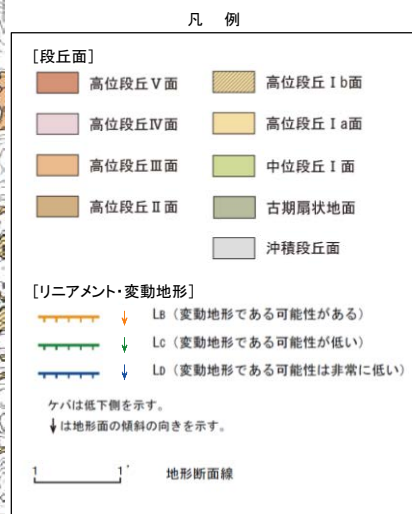 凡 例
[段丘面]
高位段丘Ⅴ面
高位段丘Ⅰb面
高位段丘Ⅳ面
高位段丘Ⅰa面
高位段丘Ⅲ面
中位段丘Ⅰ面
高位段丘Ⅱ面
古期扇状地面
沖積段丘面
[リニアメント・変動地形]
LB（変動地形である可能性がある）
LC（変動地形である可能性が低い）
LD（変動地形である可能性は非常に低い）
ケバは低下側を示す。
↓は地形面の傾斜の向きを示す。
1 1' 地形断面線